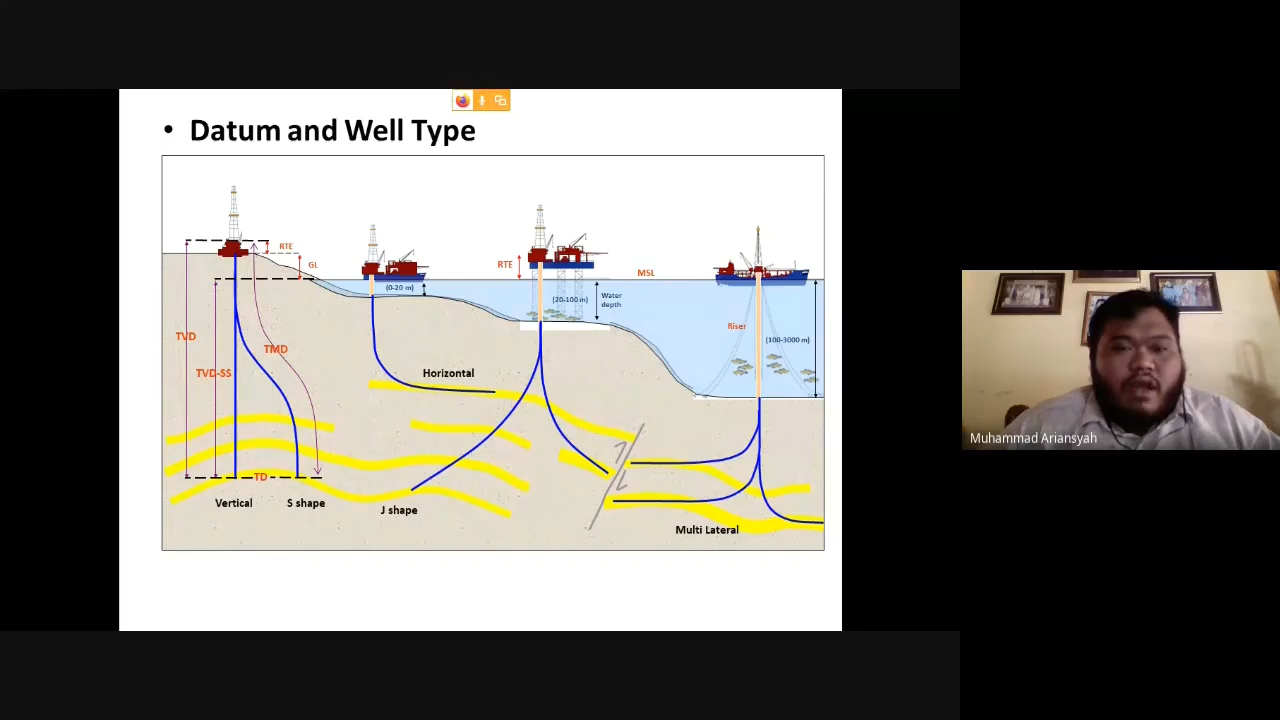 • Datum and Well Type
RTE
GL
RTE
MSL
(0-20 m)
(20-100 m)
Water
depth
Riser
(100-3000 m)
TVD
TMD
TVD-SS
Horizontal
TD
Vertical
S shape
J shape
Multi Lateral
Muhammad Ariansyah